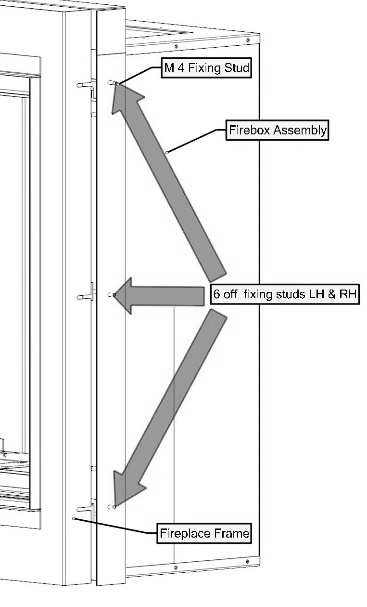 M 4 Fixing Stud
Firebox Assembly
6 off fixing studs LH & RH
Fireplace Frame